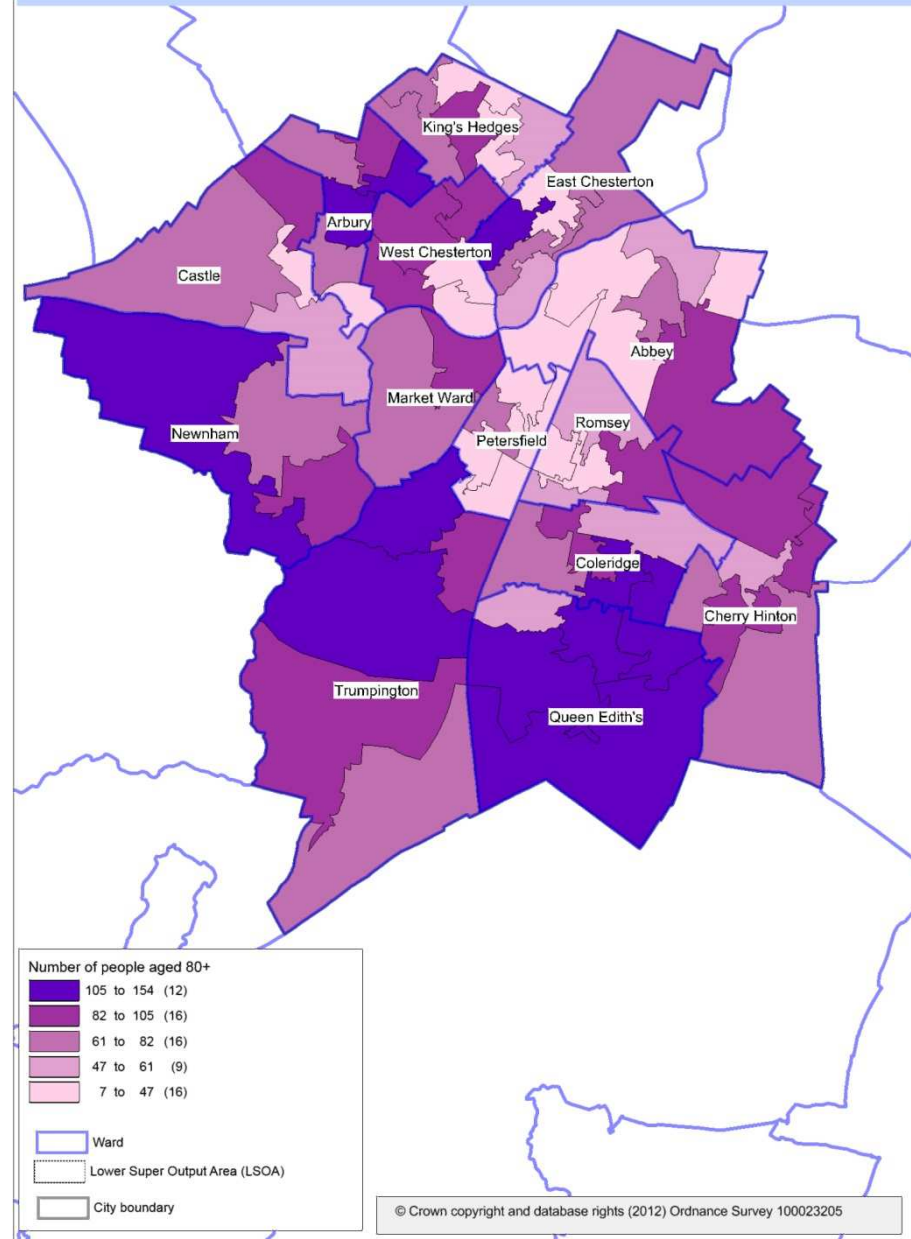 King's Hedges
East Chesterton
Arbury
West Chesterton
Castle
Abbey
Market Ward
Romsey
Newnham
Petersfield
Coleridge
Cherry Hinton
Trumpington
Queen Edith's
Number of people aged 80+
105 to 154 (12)
82 to 105 (16)
61 to 82 (16)
47 to 61 (9)
7 to 47 (16)
Ward
Lower Super Output Area (LSOA)
City boundary
© Crown copyright and database rights (2012) Ordnance Survey 100023205